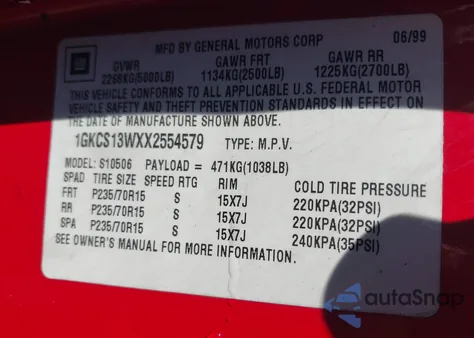 GM
MFD BY GENERAL MOTORS CORP 06/99
GVWR GAWR FRT GAWR RR
2268KG(5000LB) 1134KG(2500LB) 1225KG(2700LB)
THIS VEHICLE CONFORMS TO ALL APPLICABLE U.S. FEDERAL MOTOR
VEHICLE SAFETY AND THEFT PREVENTION STANDARDS IN EFFECT ON
THE DATE OF MANUFACTURE SHOWN ABOVE.
1GKCS13WXX2554579 TYPE: M.P.V.
MODEL: S10506 PAYLOAD = 471KG(1038LB)
SPAD TIRE SIZE SPEED RTG RIM COLD TIRE PRESSURE
FRT P235/70R15 S 15X7J 220KPA(32PSI)
RR P235/70R15 S 15X7J 220KPA(32PSI)
SPA P235/70R15 S 15X7J 240KPA(35PSI)
SEE OWNER'S MANUAL FOR MORE INFORMATION.
autoSnap